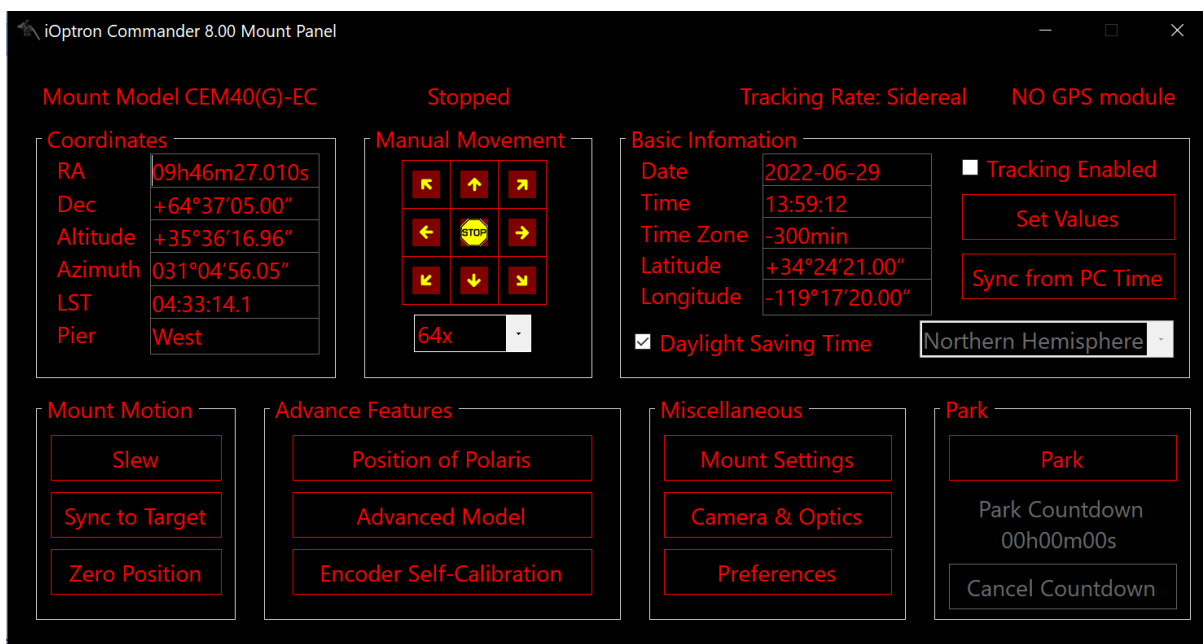 iOptron Commander 8.00 Mount Panel
Mount Model CEM40(G)-EC Stopped Tracking Rate: Sidereal NO GPS module
Coordinates
RA 09h46m27.010s
Dec +64°37'05.00"
Altitude +35°36'16.96"
Azimuth 031°04'56.05"
LST 04:33:14.1
Pier West
Manual Movement
STOP
64x
Basic Infomation
Date 2022-06-29
Time 13:59:12
Time Zone -300min
Latitude +34°24'21.00"
Longitude -119°17'20.00"
Daylight Saving Time
Tracking Enabled
Set Values
Sync from PC Time
Northern Hemisphere
Mount Motion
Slew
Sync to Target
Zero Position
Advance Features
Position of Polaris
Advanced Model
Encoder Self-Calibration
Miscellaneous
Mount Settings
Camera & Optics
Preferences
Park
Park
Park Countdown
00h00m00s
Cancel Countdown